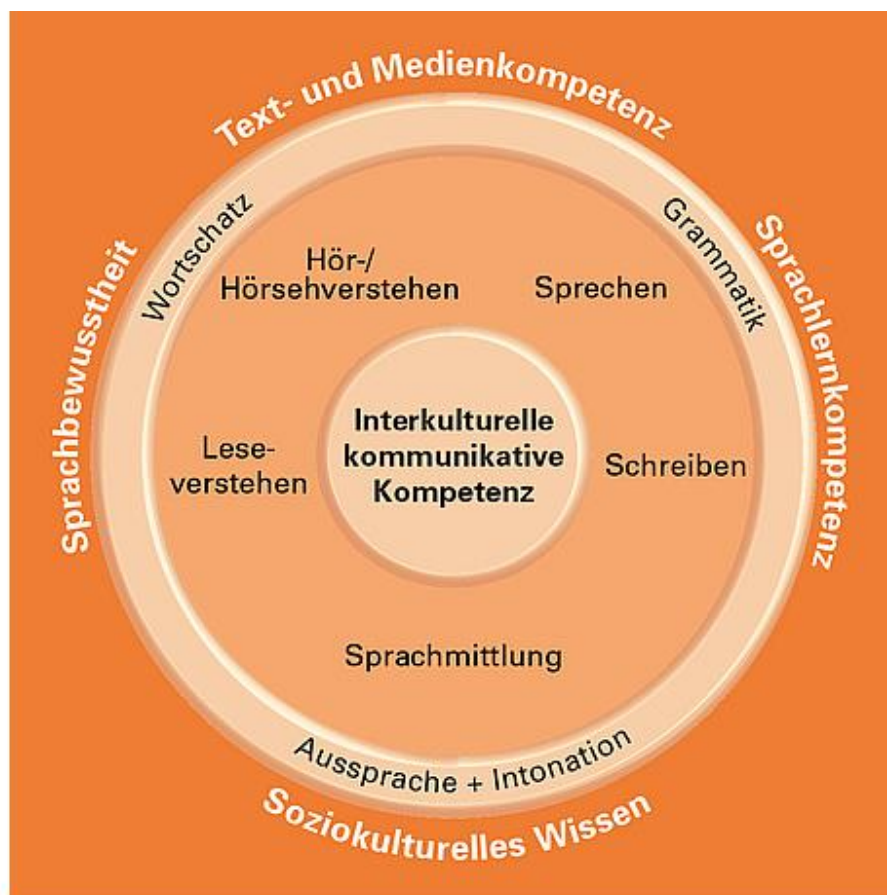 Text- und Medienkompetenz
Sprachbewusstheit
Sprachlernkompetenz
Wortschatz
Grammatik
Hör-/
Hörsehverstehen
Sprechen
Interkulturelle
kommunikative
Kompetenz
Lese-
verstehen
Schreiben
Sprachmittlung
Aussprache + Intonation
Soziokulturelles Wissen